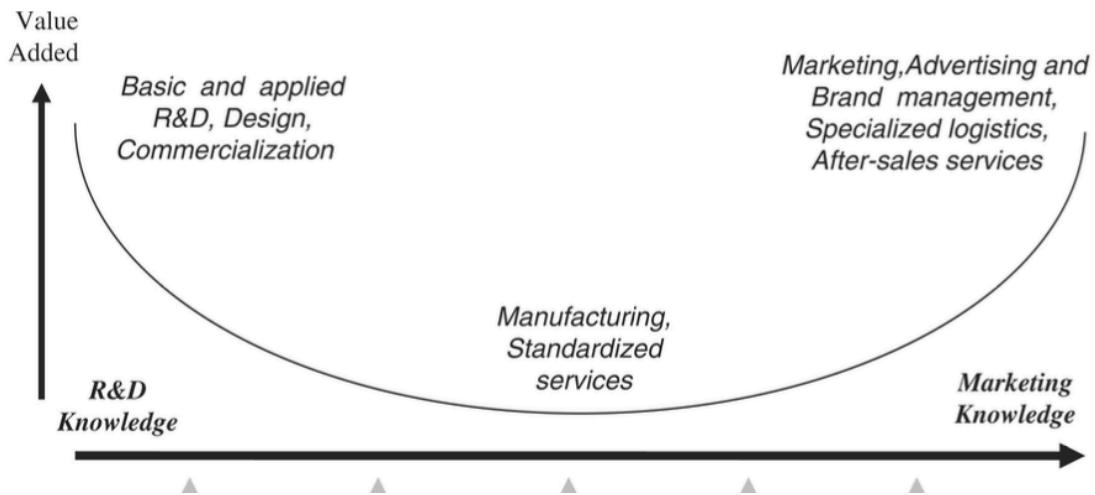 Value
Added
Basic and applied
R&D, Design,
Commercialization
Marketing,Advertising and
Brand management,
Specialized logistics,
After-sales services
Manufacturing,
Standardized
services
R&D
Knowledge
Marketing
Knowledge